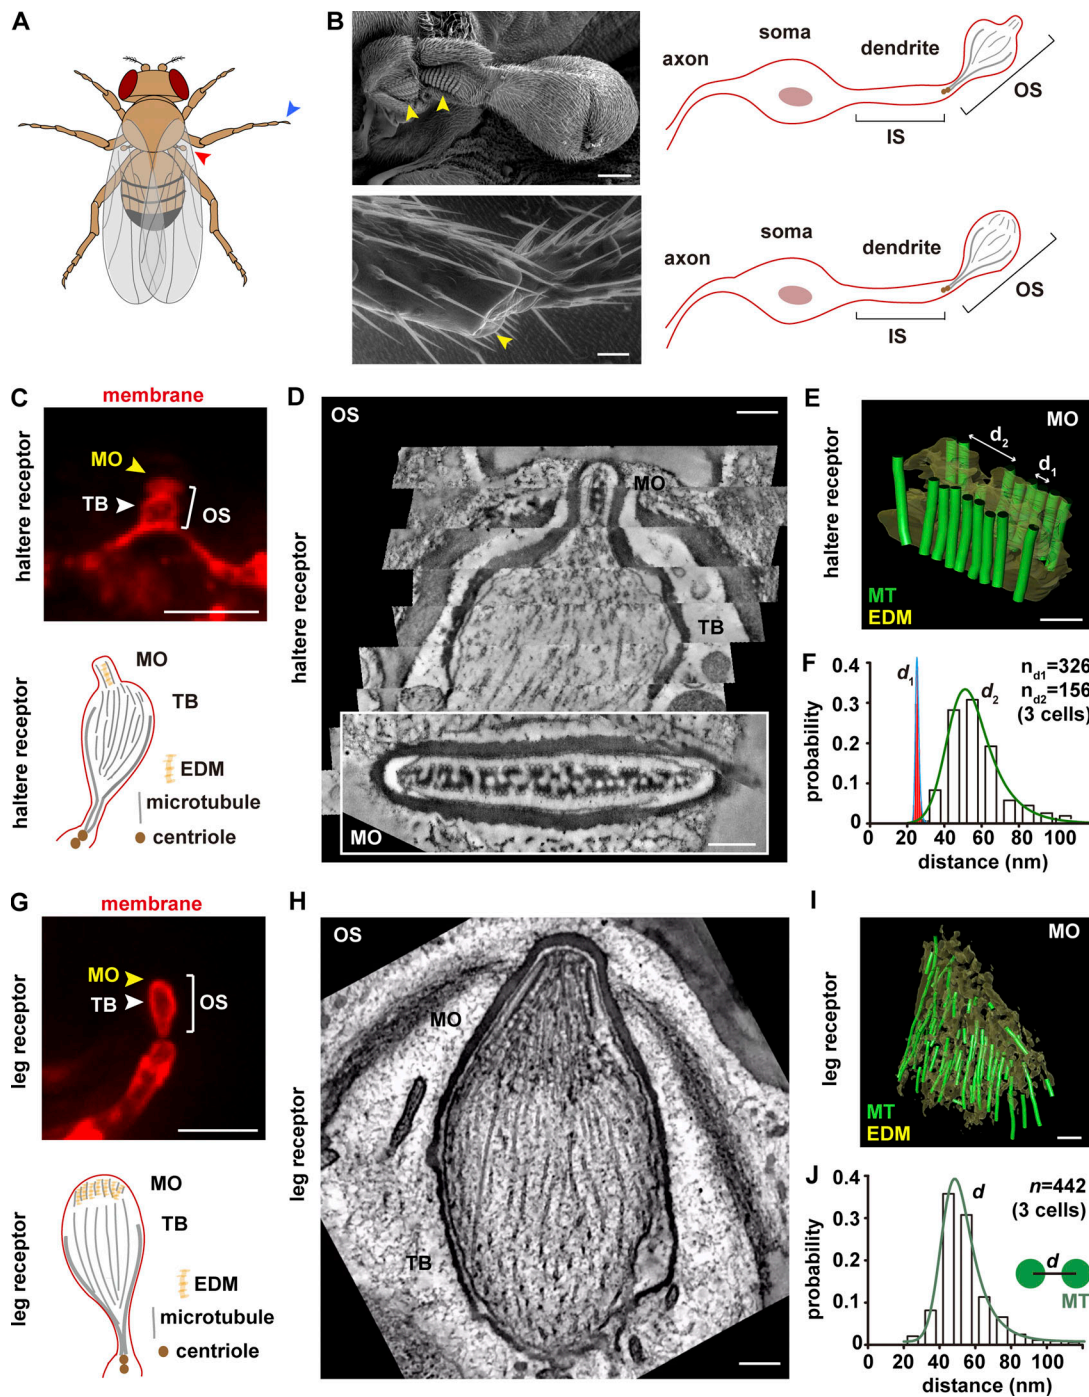 A
B
axon
soma
dendrite
OS
IS
axon
soma
dendrite
OS
IS
C
membrane
haltere receptor
MO
TB
OS
haltere receptor
MO
TB
EDM
microtubule
centriole
D
OS
haltere receptor
MO
TB
MO
E
MO
haltere receptor
d2
d1
MT
EDM
F
0.4
0.3
0.2
0.1
0
probability
d1
d2
nd1=326
nd2=156
(3 cells)
0 20 40 60 80 100
distance (nm)
G
membrane
leg receptor
MO
TB
OS
leg receptor
MO
TB
EDM
microtubule
centriole
H
OS
leg receptor
MO
TB
I
MO
leg receptor
MT
EDM
J
0.4
0.3
0.2
0.1
0
probability
d
n=442
(3 cells)
d
MT
0 20 40 60 80 100
distance (nm)